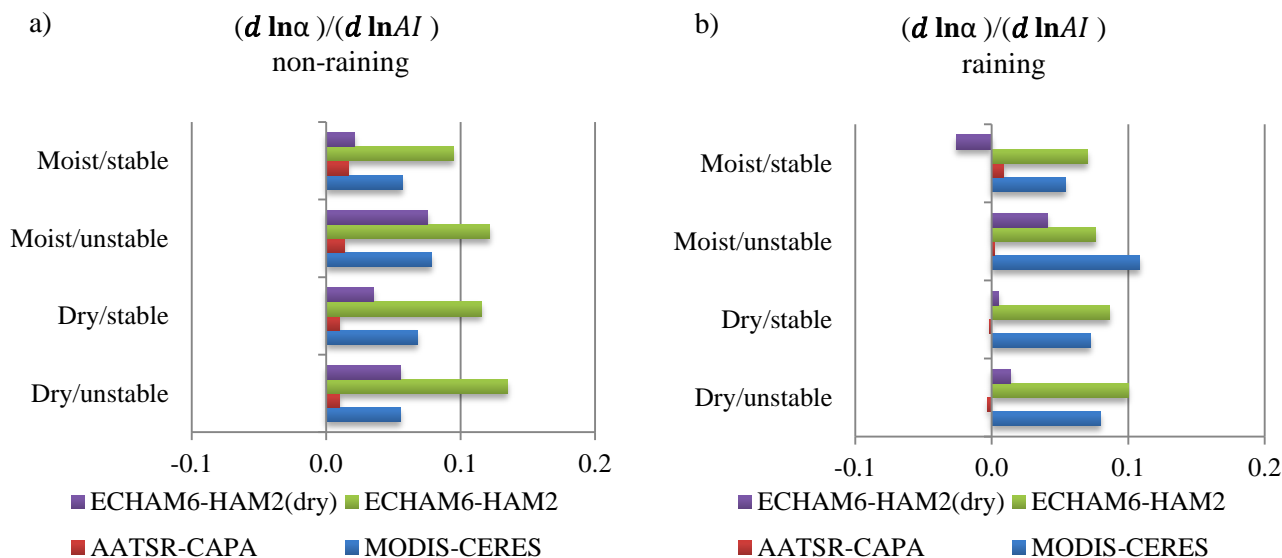 a)
(d lnα )/(d lnAI )
non-raining
Moist/stable
Moist/unstable
Dry/stable
Dry/unstable
-0.1 0.0 0.1 0.2
ECHAM6-HAM2(dry) ECHAM6-HAM2
AATSR-CAPA MODIS-CERES
b)
(d lnα )/(d lnAI )
raining
Moist/stable
Moist/unstable
Dry/stable
Dry/unstable
-0.1 0.0 0.1 0.2
ECHAM6-HAM2(dry) ECHAM6-HAM2
AATSR-CAPA MODIS-CERES